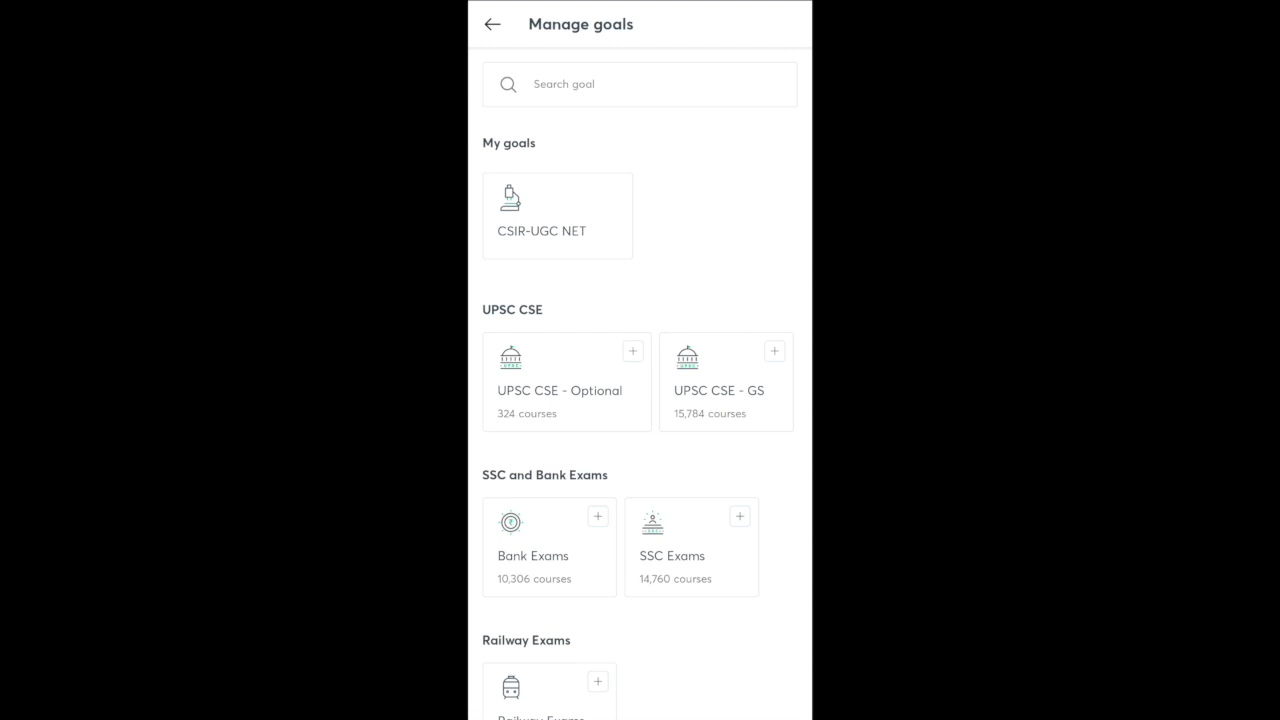 Manage goals
Search goal
My goals
CSIR-UGC NET
UPSC CSE
UPSC CSE - Optional
324 courses
UPSC CSE - GS
15,784 courses
SSC and Bank Exams
Bank Exams
10,306 courses
SSC Exams
14,760 courses
Railway Exams
Railway Exams